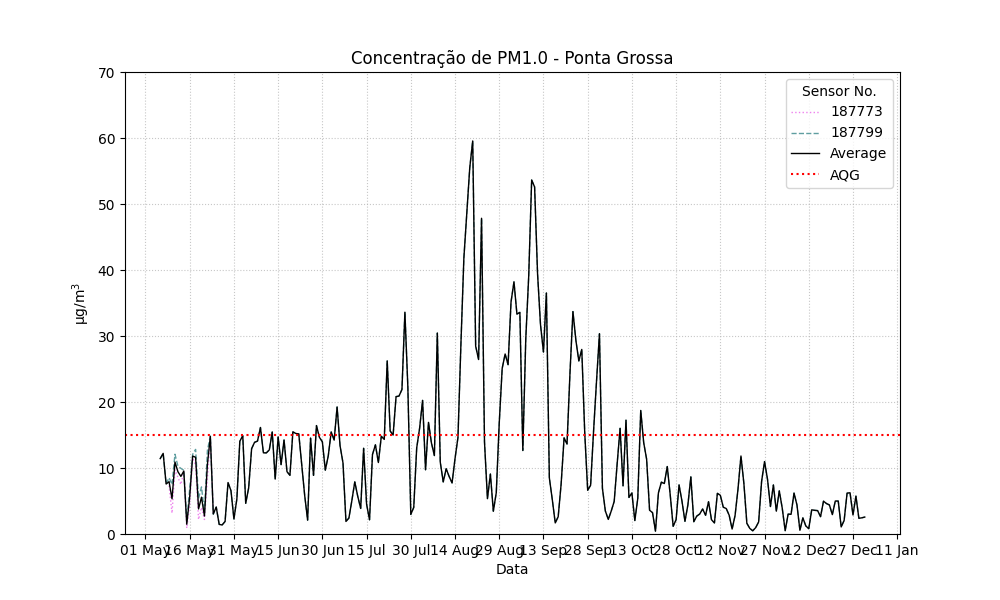 Concentração de PM1.0 - Ponta Grossa
Sensor No.
187773
187799
Average
AQG
70
60
50
40
30
20
10
0
µg/m³
01 May 16 May 31 May 15 Jun 30 Jun 15 Jul 30 Jul 14 Aug 29 Aug 13 Sep 28 Sep 13 Oct 28 Oct 12 Nov 27 Nov 12 Dec 27 Dec 11 Jan
Data